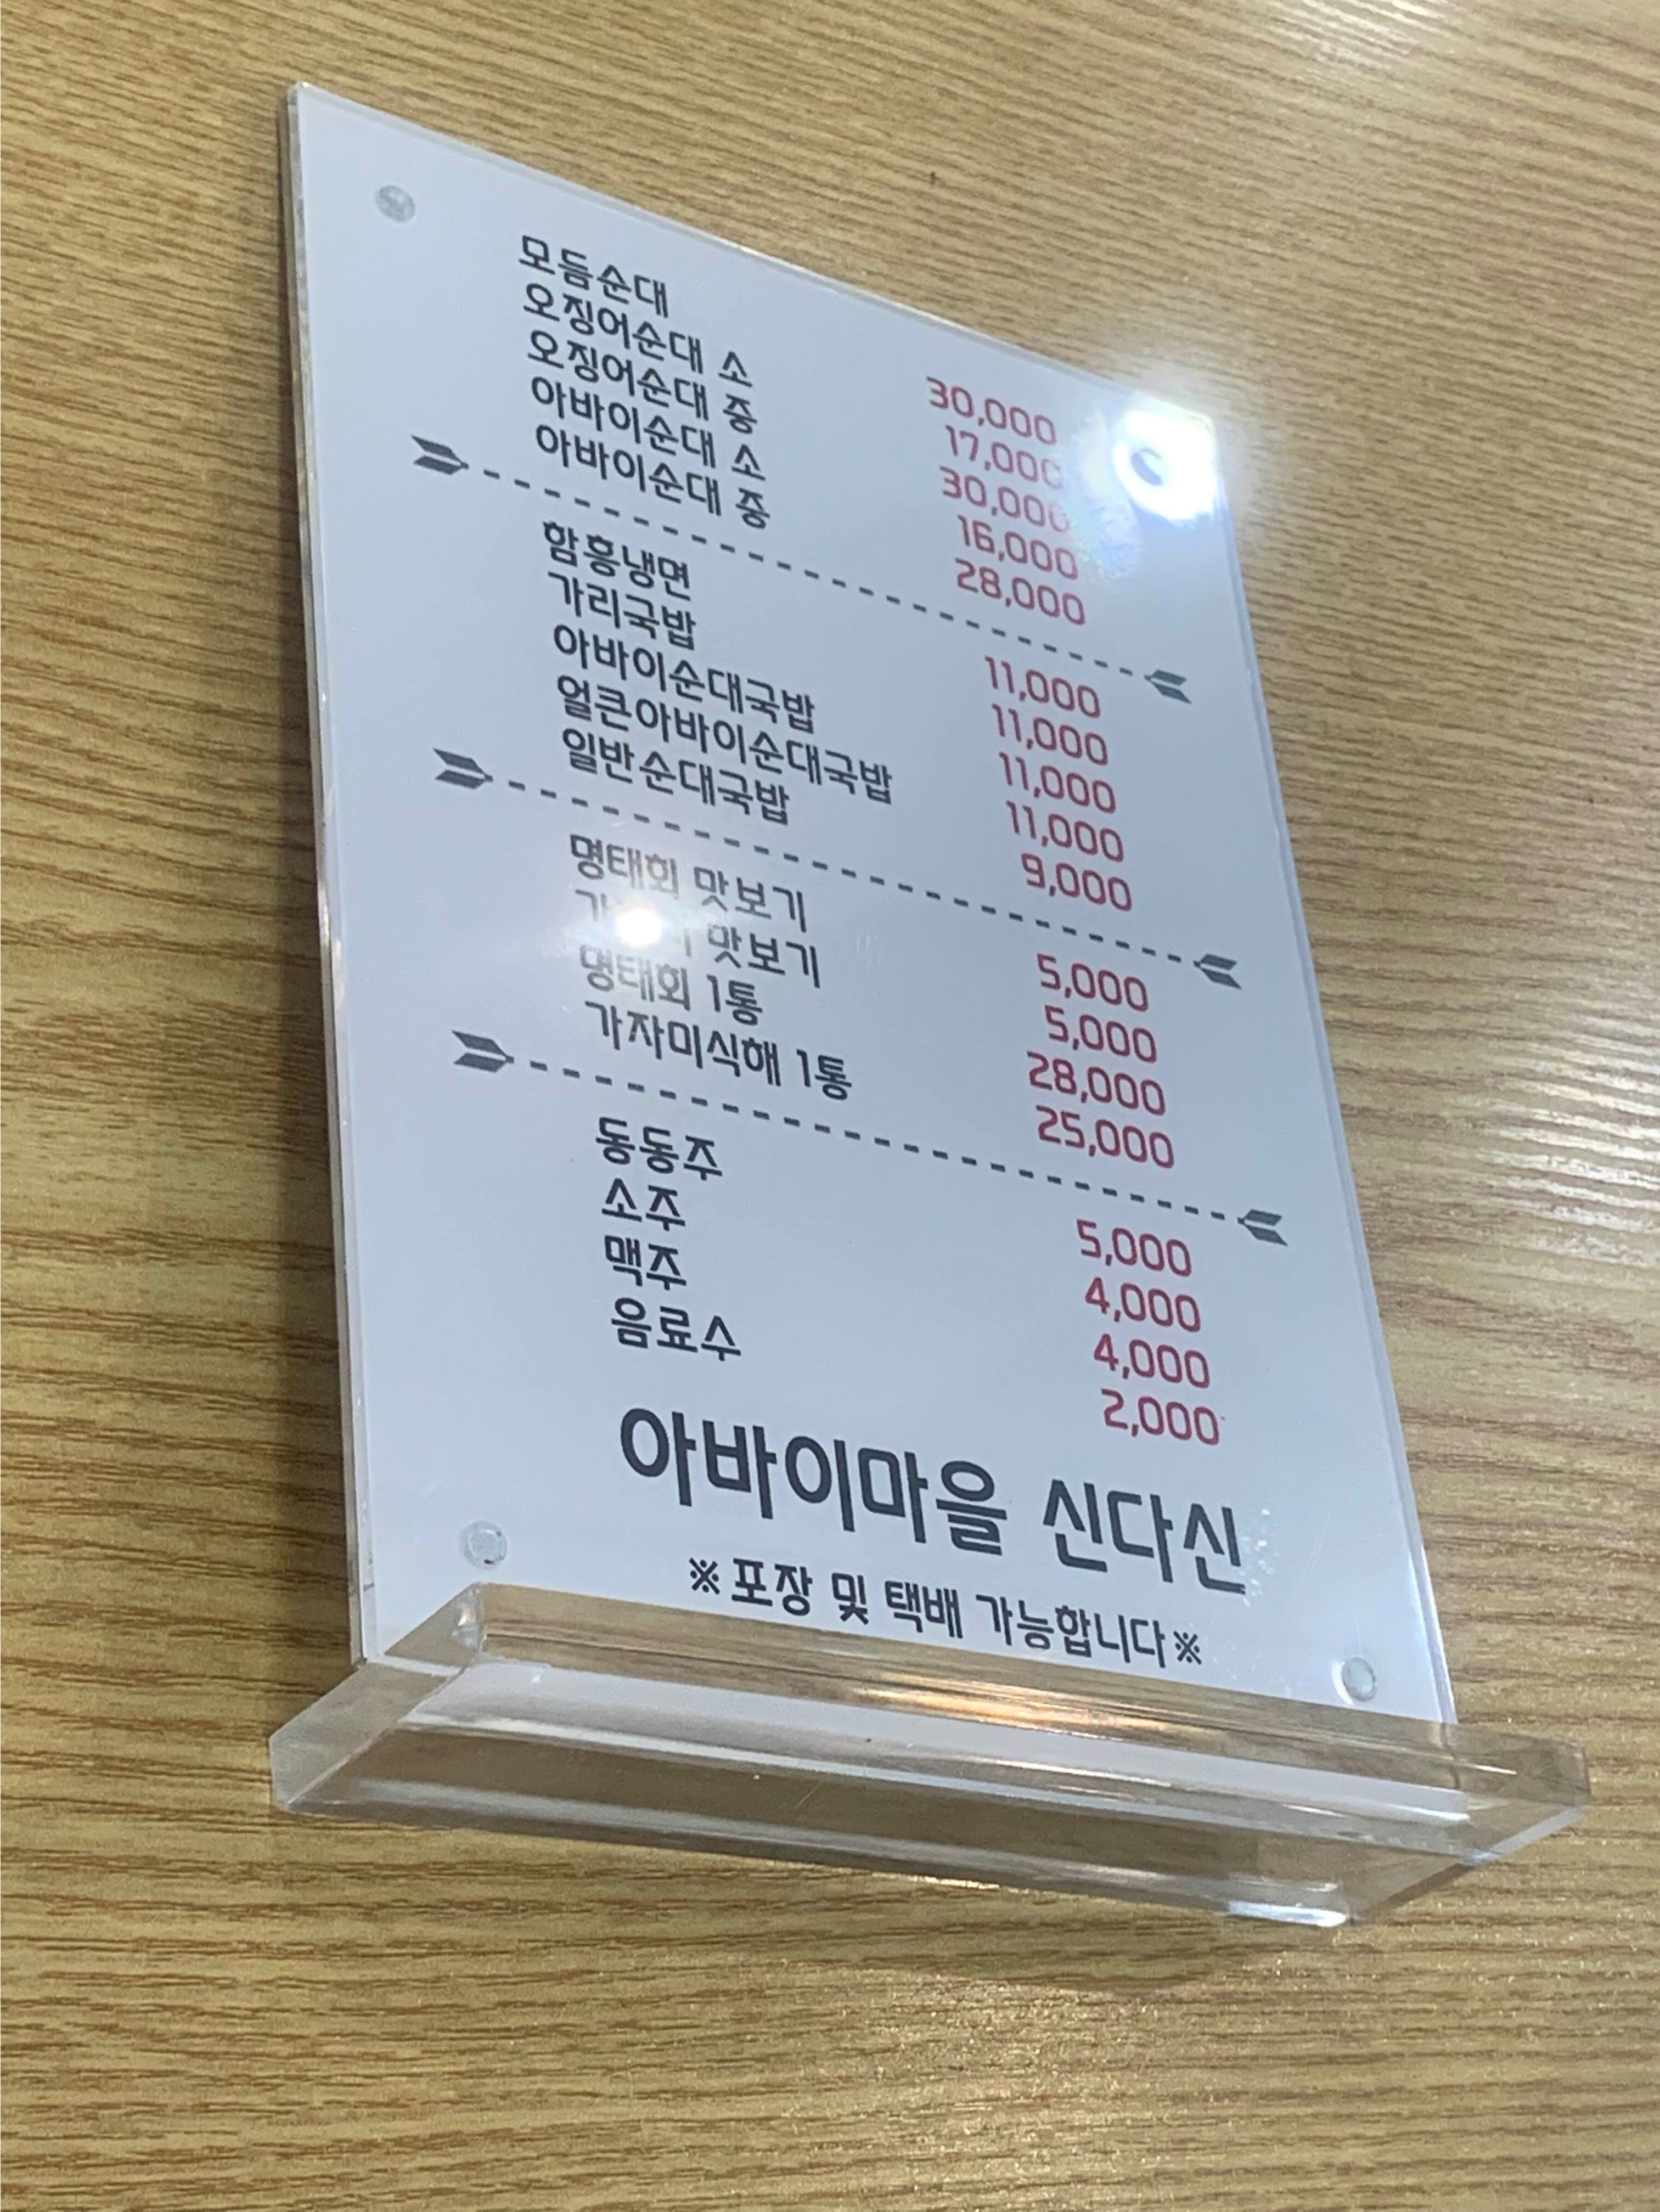 모듬순대 30,000
오징어순대 소 17,000
오징어순대 중 30,000
아바이순대 소 16,000
아바이순대 중 28,000
함흥냉면 11,000
가리국밥 11,000
아바이순대국밥 11,000
얼큰아바이순대국밥 11,000
일반순대국밥 9,000
명태회 맛보기 5,000
맛보기 5,000
명태회 1통 28,000
가자미식해 1통 25,000
동동주 5,000
소주 4,000
맥주 4,000
음료수 2,000
아바이마을 신다신
※포장 및 택배 가능합니다※